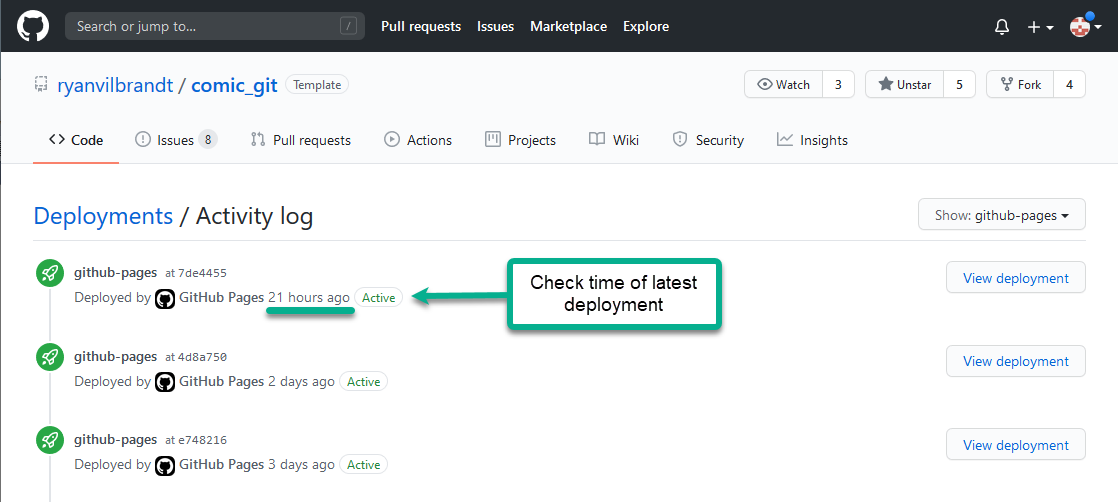 Search or jump to... / Pull requests Issues Marketplace Explore
ryanvilbrandt / comic_git Template Watch 3 Unstar 5 Fork 4
Code Issues 8 Pull requests Actions Projects Wiki Security Insights
Deployments / Activity log Show: github-pages
github-pages at 7de4455
Deployed by GitHub Pages 21 hours ago Active
View deployment
Check time of latest
deployment
github-pages at 4d8a750
Deployed by GitHub Pages 2 days ago Active
View deployment
github-pages at e748216
Deployed by GitHub Pages 3 days ago Active
View deployment